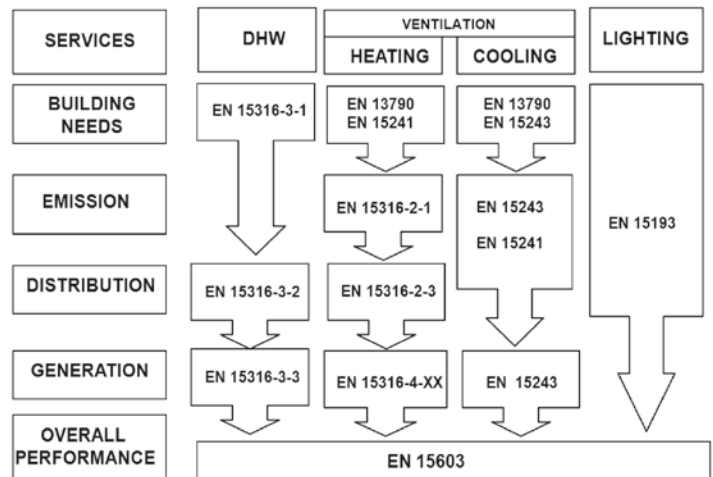 SERVICES
DHW
VENTILATION
HEATING
COOLING
LIGHTING
BUILDING
NEEDS
EN 15316-3-1
EN 13790
EN 15241
EN 13790
EN 15243
EMISSION
EN 15316-2-1
EN 15243
EN 15241
EN 15193
DISTRIBUTION
EN 15316-3-2
EN 15316-2-3
GENERATION
EN 15316-3-3
EN 15316-4-XX
EN 15243
OVERALL
PERFORMANCE
EN 15603